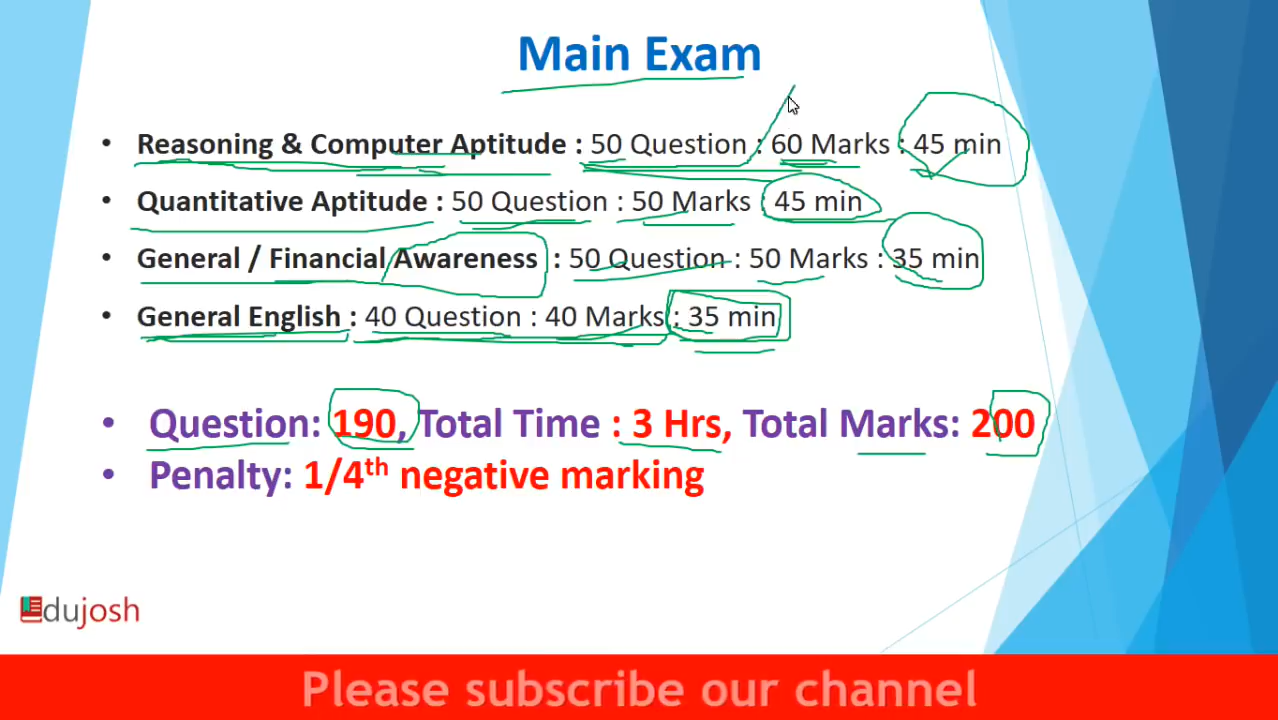 Main Exam
• Reasoning & Computer Aptitude : 50 Question : 60 Marks : 45 min
• Quantitative Aptitude : 50 Question : 50 Marks : 45 min
• General / Financial Awareness : 50 Question : 50 Marks : 35 min
• General English : 40 Question : 40 Marks : 35 min
• Question: 190, Total Time : 3 Hrs, Total Marks: 200
• Penalty: 1/4th negative marking
Edujosh
Please subscribe our channel